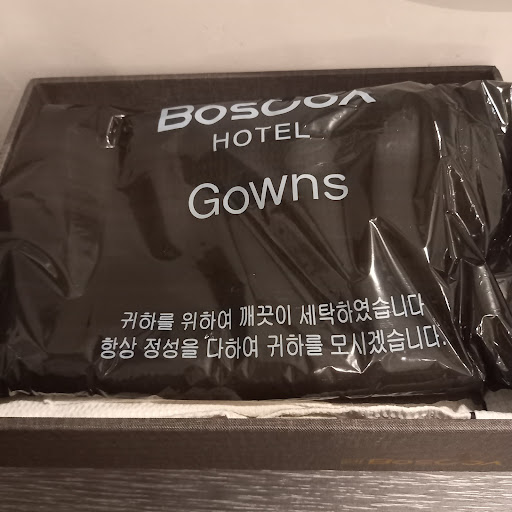 HOTEL
Gowns
귀하를 위하여 깨끗이 세탁하였습니다
항상 정성을 다하여 귀하를 모시겠습니다.